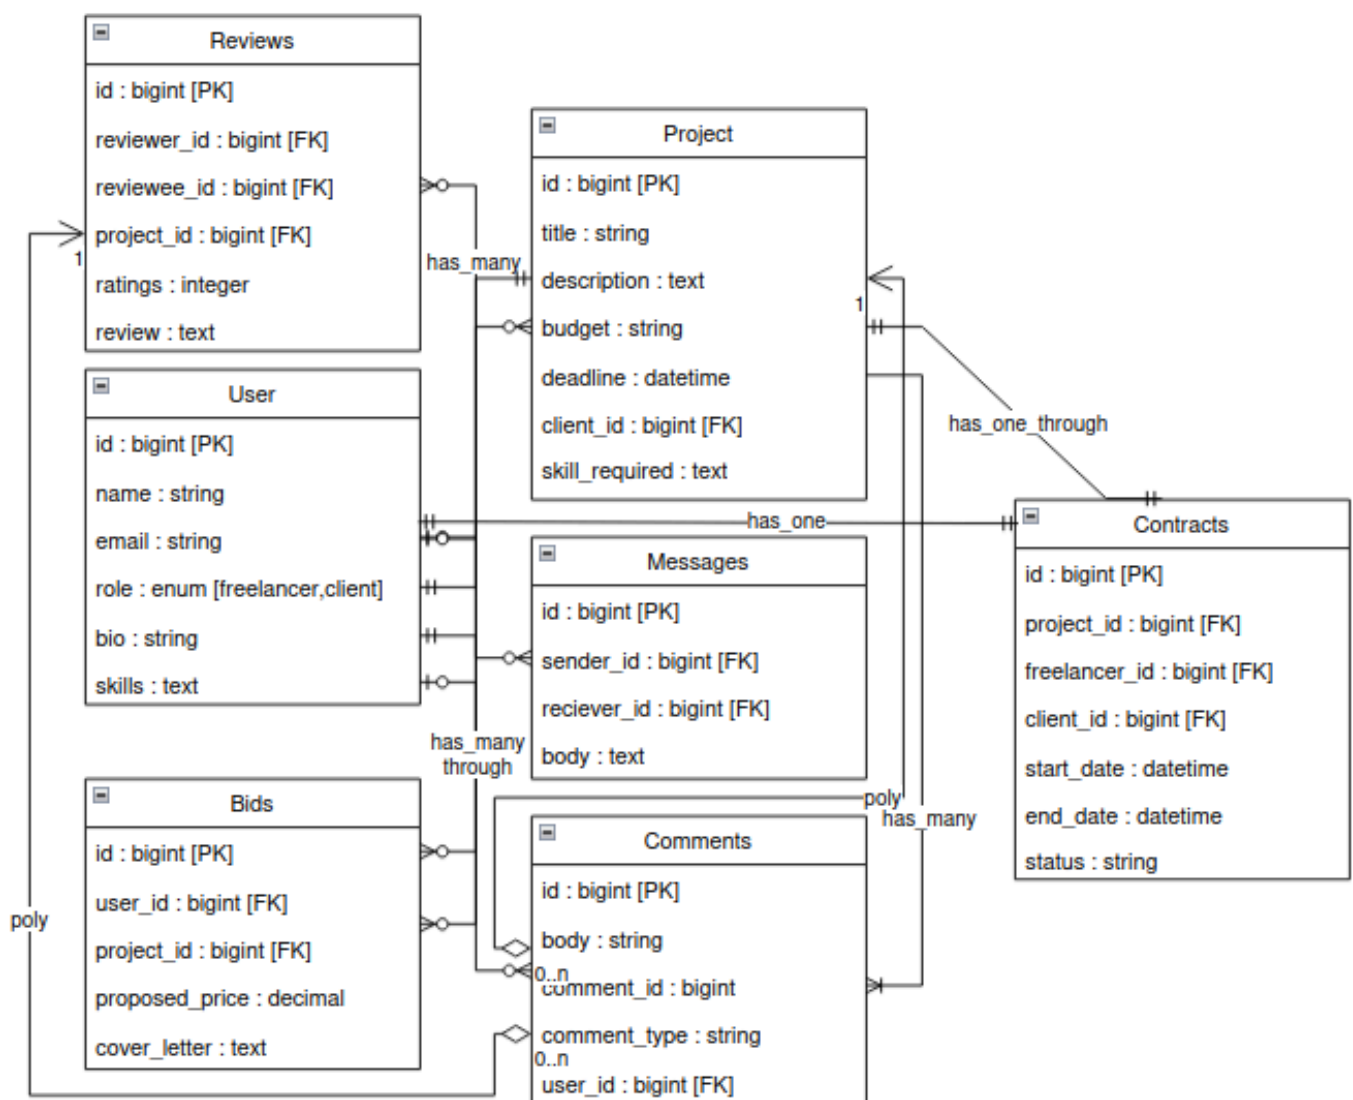 Reviews
id : bigint [PK]
reviewer_id : bigint [FK]
reviewee_id : bigint [FK]
project_id : bigint [FK]
ratings : integer
review : text
1
has_many
Project
id : bigint [PK]
title : string
description : text
budget : string
deadline : datetime
client_id : bigint [FK]
skill_required : text
1
has_one_through
User
id : bigint [PK]
name : string
email : string
role : enum [freelancer,client]
bio : string
skills : text
has_one
Contracts
id : bigint [PK]
project_id : bigint [FK]
freelancer_id : bigint [FK]
client_id : bigint [FK]
start_date : datetime
end_date : datetime
status : string
Messages
id : bigint [PK]
sender_id : bigint [FK]
reciever_id : bigint [FK]
body : text
has_many
through
poly
has_many
Bids
id : bigint [PK]
user_id : bigint [FK]
project_id : bigint [FK]
proposed_price : decimal
cover_letter : text
poly
Comments
id : bigint [PK]
body : string
0..n
comment_id : bigint
comment_type : string
0..n
user_id : bigint [FK]